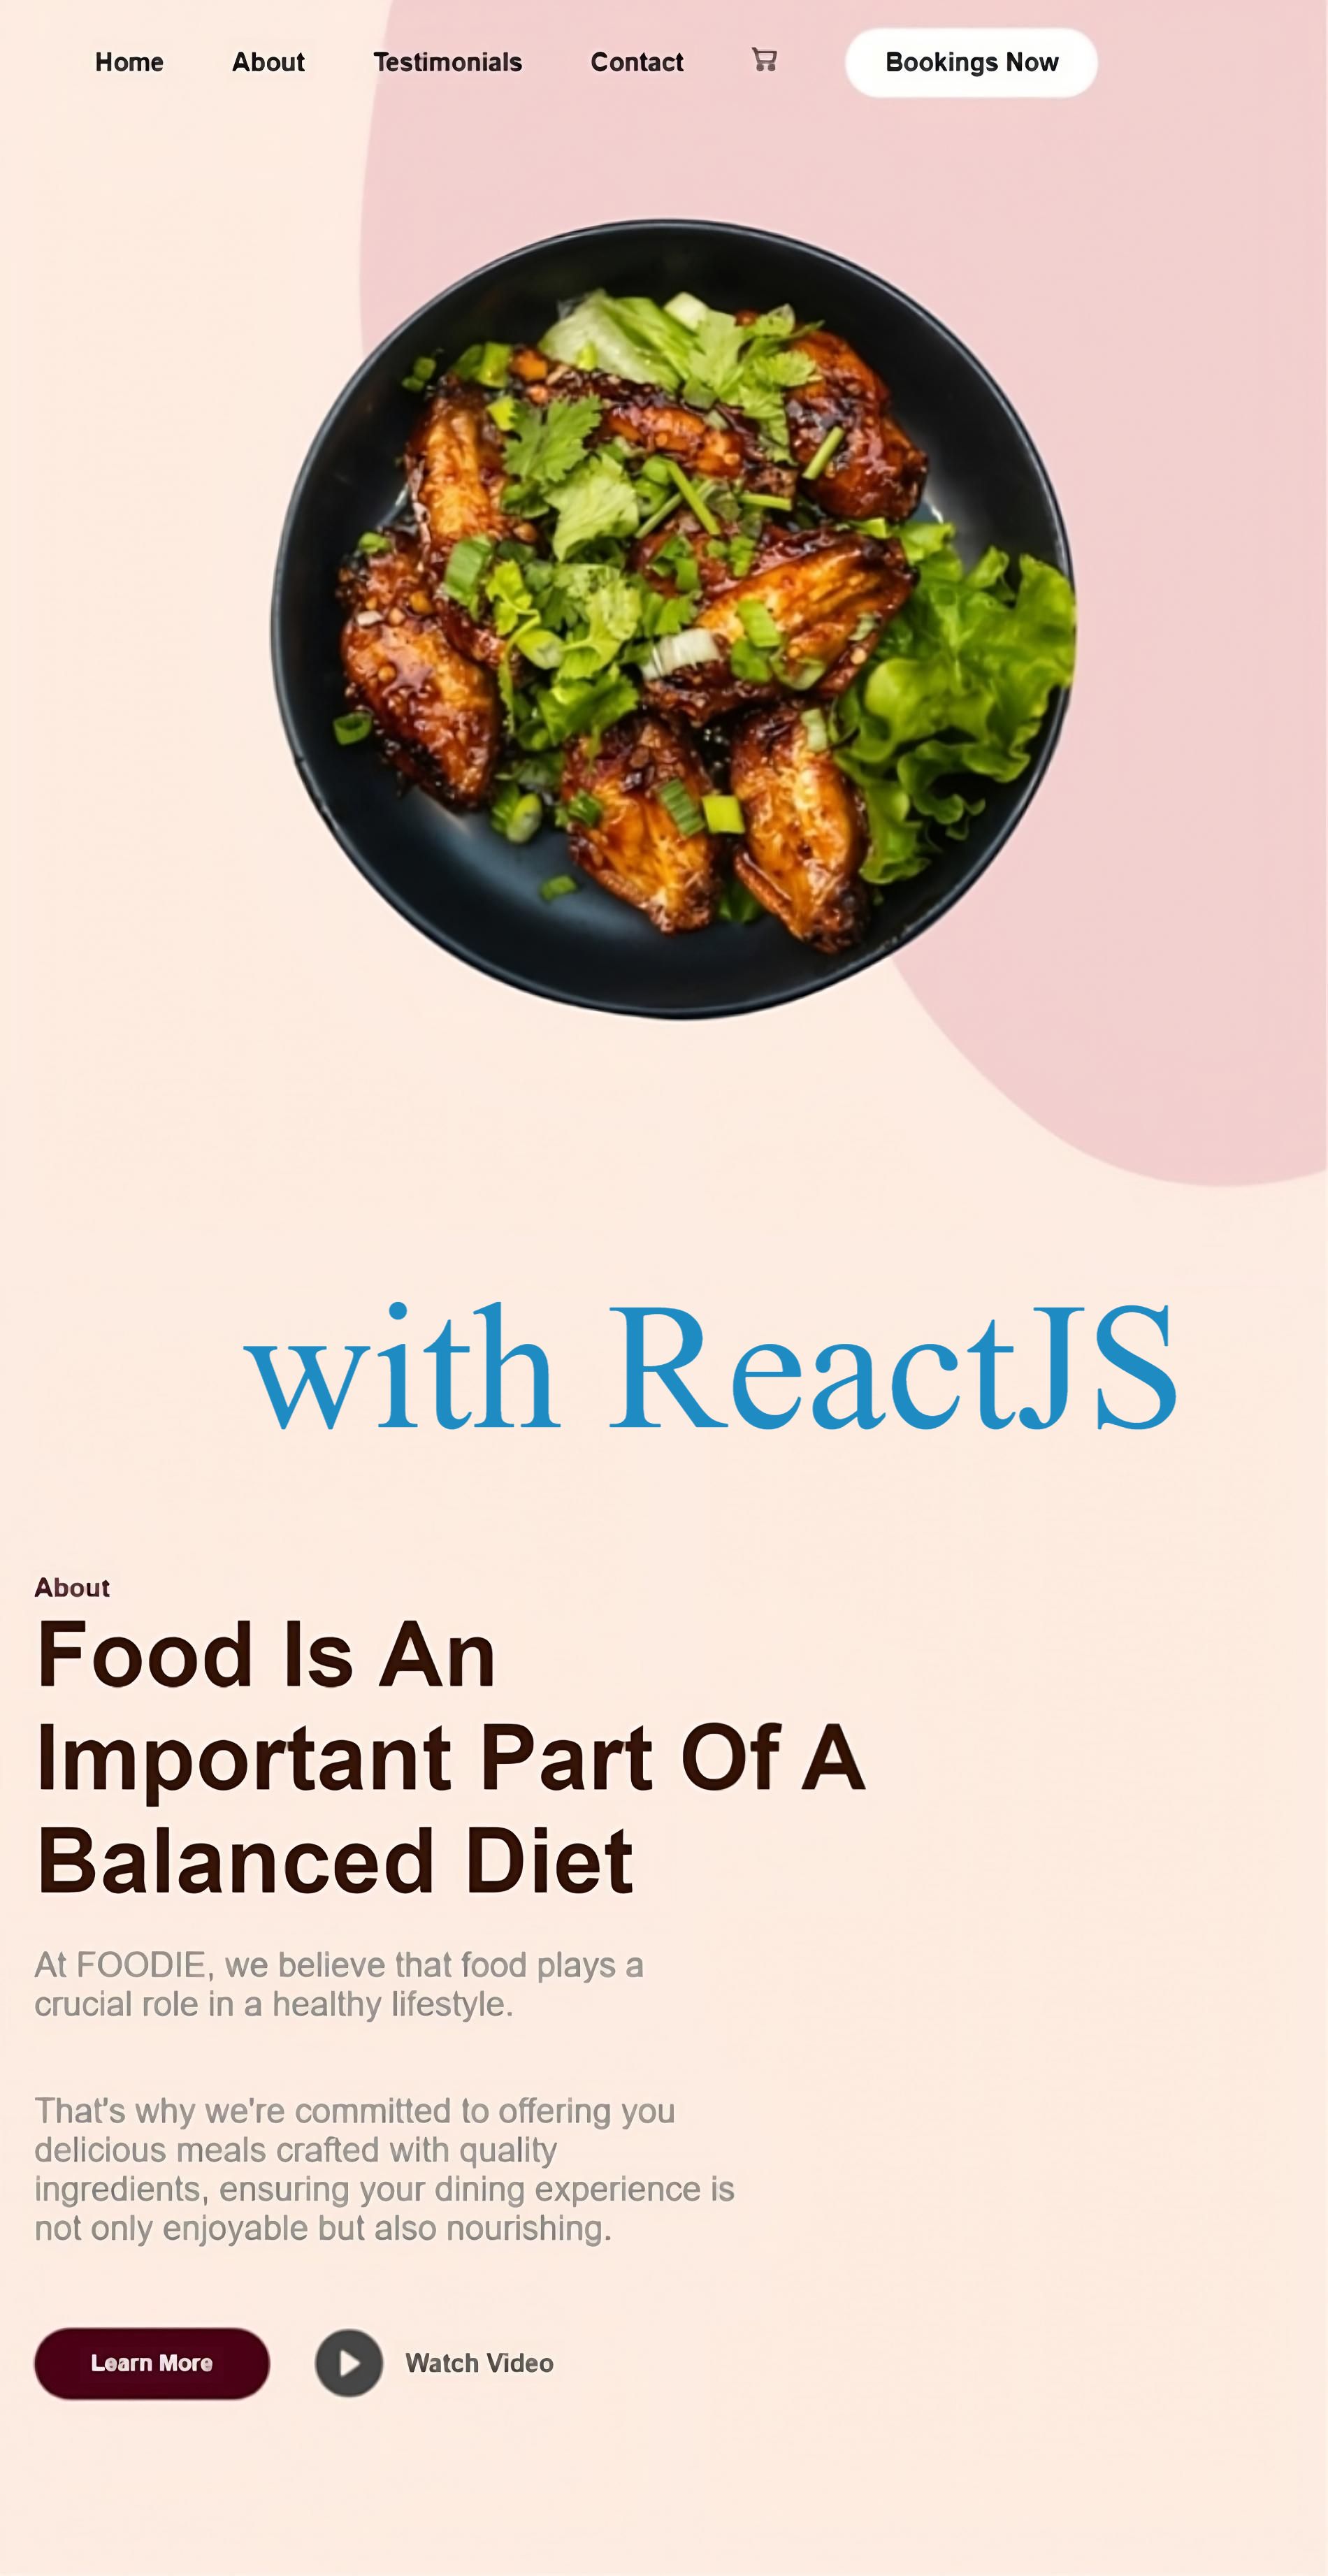 Home About Testimonials Contact Bookings Now
with ReactJS
About
Food Is An
Important Part Of A
Balanced Diet
At FOODIE, we believe that food plays a
crucial role in a healthy lifestyle.
That's why we're committed to offering you
delicious meals crafted with quality
ingredients, ensuring your dining experience is
not only enjoyable but also nourishing.
Learn More Watch Video